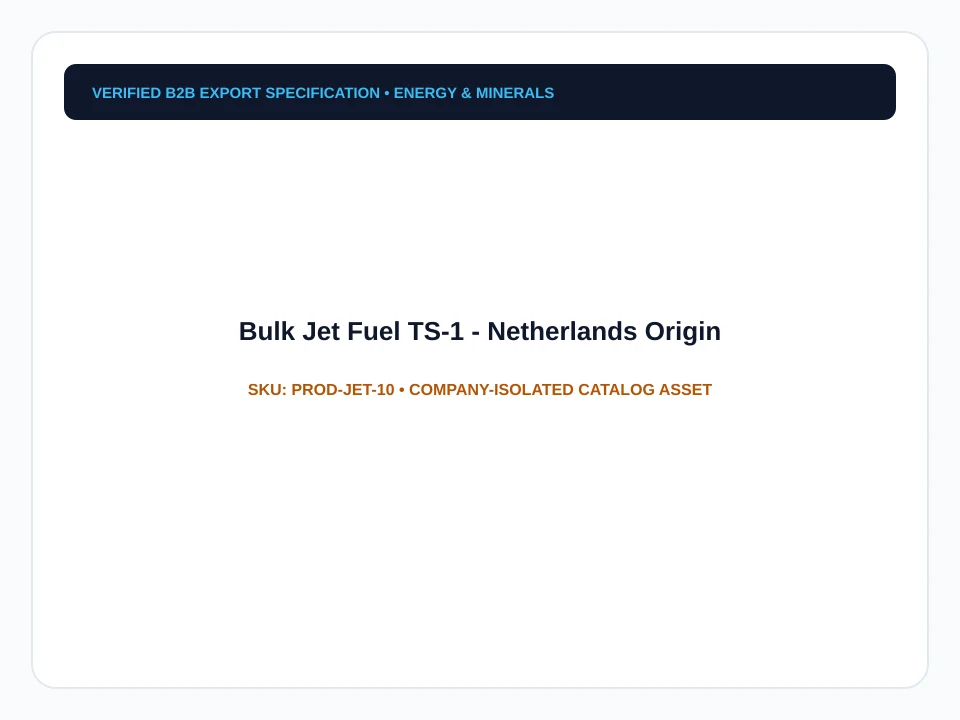 VERIFIED B2B EXPORT SPECIFICATION • ENERGY & MINERALS
Bulk Jet Fuel TS-1 - Netherlands Origin
SKU: PROD-JET-10 • COMPANY-ISOLATED CATALOG ASSET